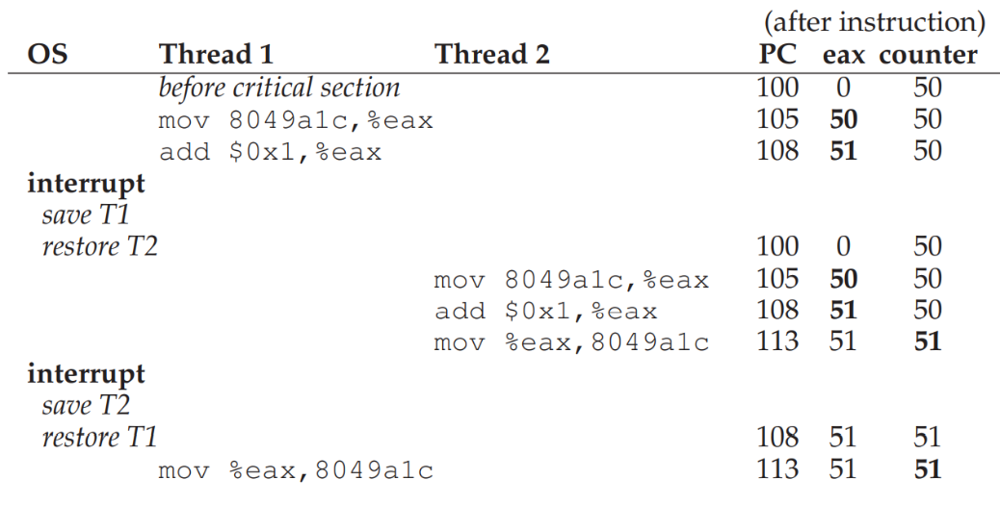 (after instruction)
OS Thread 1 Thread 2 PC eax counter
before critical section 100 0 50
mov 8049a1c,%eax 105 50 50
add $0x1,%eax 108 51 50
interrupt
save T1
restore T2 100 0 50
mov 8049a1c,%eax 105 50 50
add $0x1,%eax 108 51 50
mov %eax,8049a1c 113 51 51
interrupt
save T2
restore T1 108 51 51
mov %eax,8049a1c 113 51 51